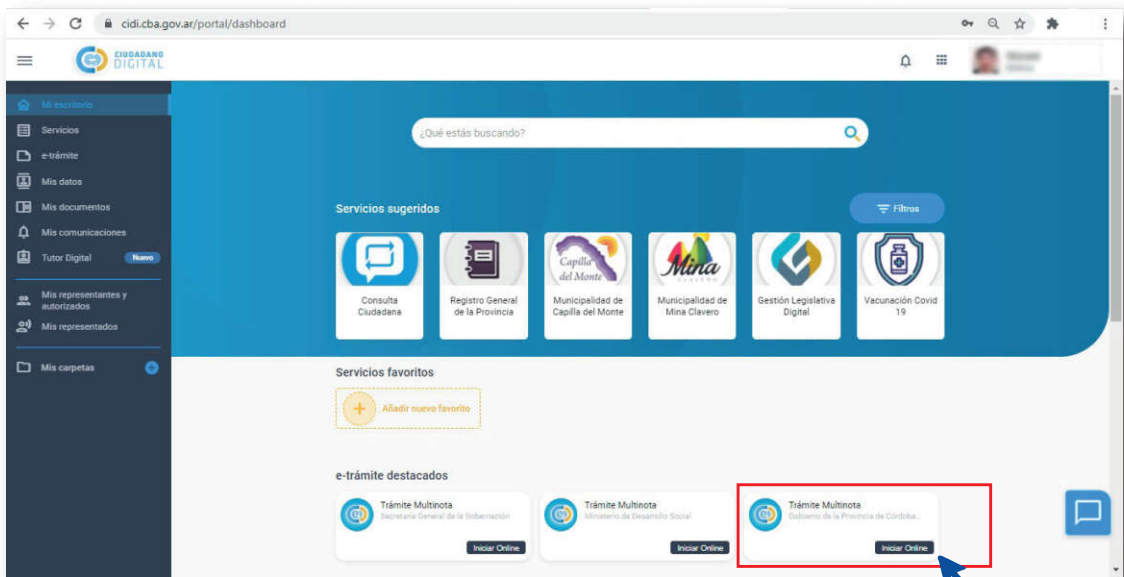 cidi.cba.gov.ar/portal/dashboard
CIUDADANO
DIGITAL
Mi escritorio
Servicios
e-trámite
Mis datos
Mis documentos
Mis comunicaciones
Tutor Digital Nuevo
Mis representantes y
autorizados
Mis representados
Mis carpetas
¿Qué estás buscando?
Servicios sugeridos
Filtros
Capilla
del Monte
Mina
CLAVERO
Consulta
Ciudadana
Registro General
de la Provincia
Municipalidad de
Capilla del Monte
Municipalidad de
Mina Clavero
Gestión Legislativa
Digital
Vacunación Covid
19
Servicios favoritos
Añadir nuevo favorito
e-trámite destacados
Trámite Multinota
Secretaría General de la Gobernación
Iniciar Online
Trámite Multinota
Ministerio de Desarrollo Social
Iniciar Online
Trámite Multinota
Gobierno de la Provincia de Córdoba...
Iniciar Online